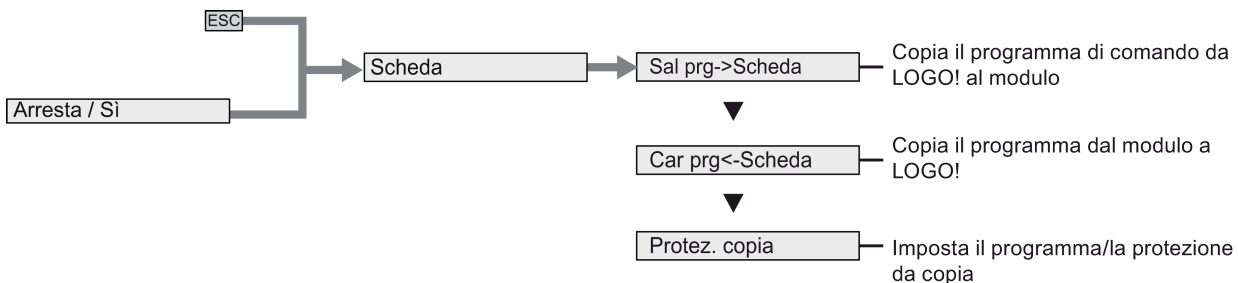 ESC
Arresta / Sì
Scheda
Sal prg->Scheda
Copia il programma di comando da
LOGO! al modulo
Car prg<-Scheda
Copia il programma dal modulo a
LOGO!
Protez. copia
Imposta il programma/la protezione
da copia